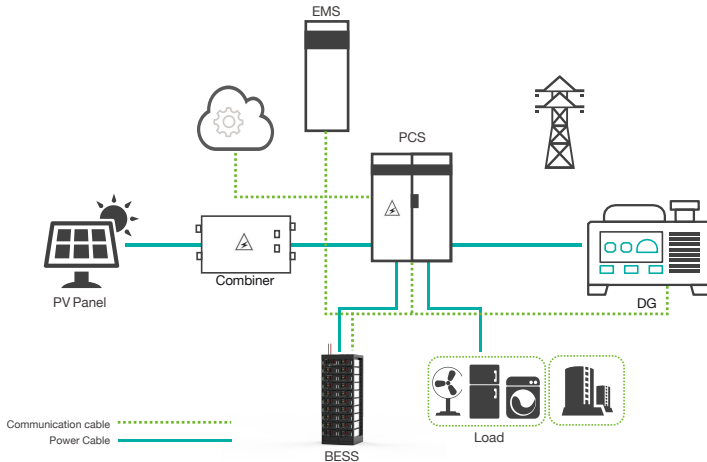 EMS
PCS
PV Panel
Combiner
DG
Load
BESS
Communication cable
Power Cable